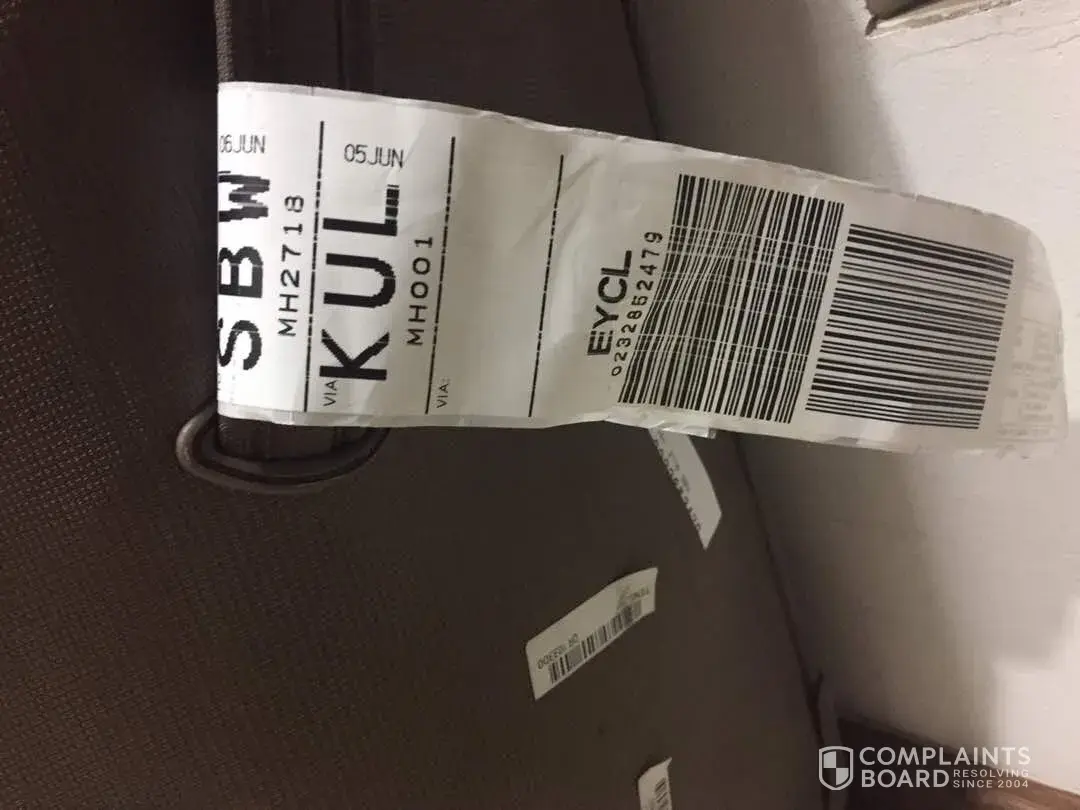 06JUN
SBW
MH2718
05JUN
VIA
KUL
MH001
VIA:
EYCL
0232852479
COMPLAINTS
BOARD RESOLVING
SINCE 2004